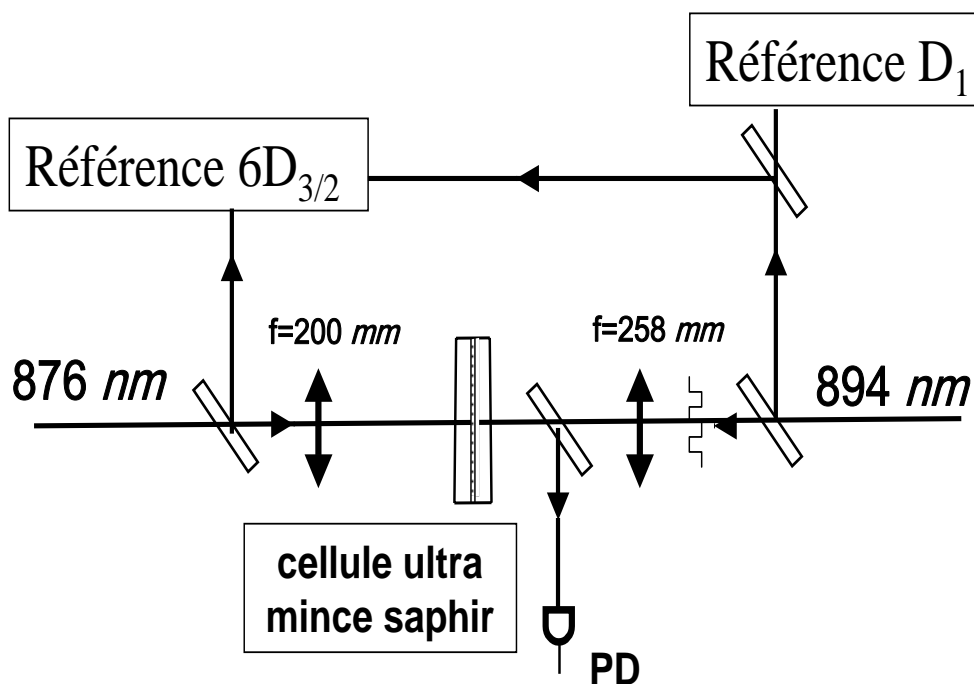 Référence D₁
Référence 6D₃/₂
f=200 mm
f=258 mm
876 nm
894 nm
cellule ultra
mince saphir
PD